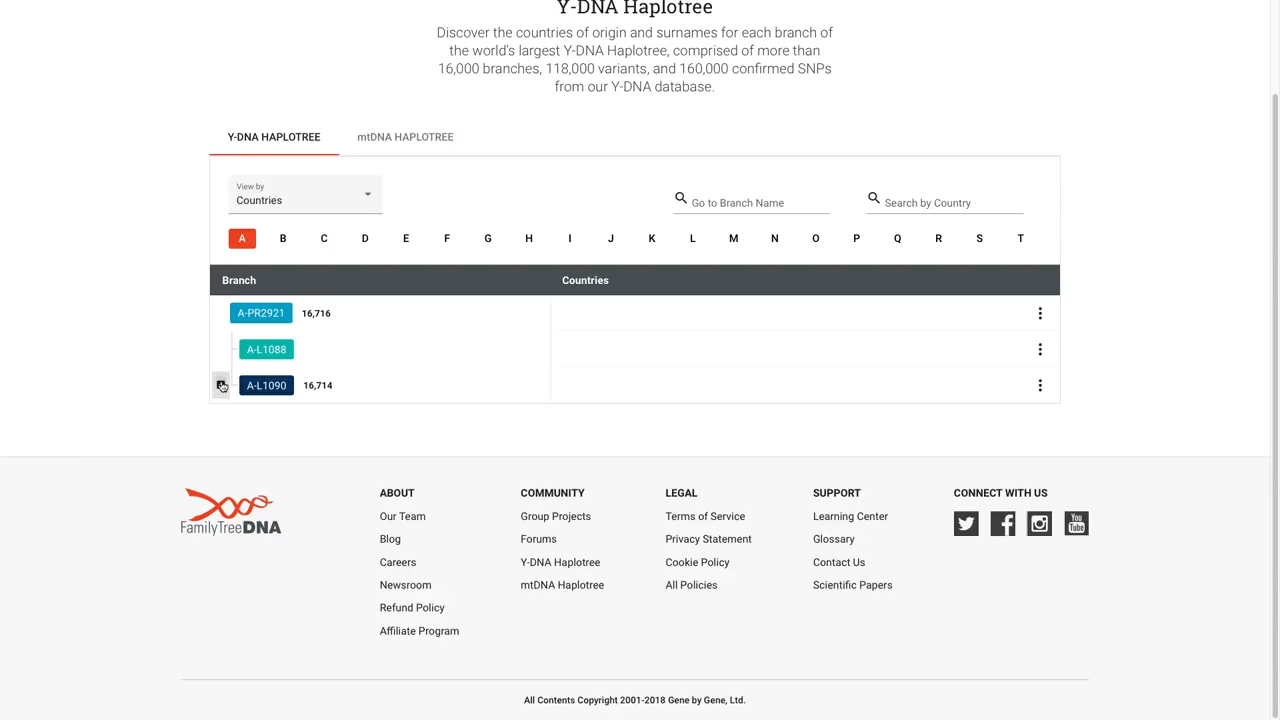 Y-DNA Haplotree
Discover the countries of origin and surnames for each branch of
the world's largest Y-DNA Haplotree, comprised of more than
16,000 branches, 118,000 variants, and 160,000 confirmed SNPs
from our Y-DNA database.
Y-DNA HAPLOTREE mtDNA HAPLOTREE
View by
Countries
Go to Branch Name
Search by Country
A B C D E F G H I J K L M N O P Q R S T
Branch Countries
A-PR2921 16,716
A-L1088
A-L1090 16,714
FamilyTreeDNA
ABOUT
Our Team
Blog
Careers
Newsroom
Refund Policy
Affiliate Program
COMMUNITY
Group Projects
Forums
Y-DNA Haplotree
mtDNA Haplotree
LEGAL
Terms of Service
Privacy Statement
Cookie Policy
All Policies
SUPPORT
Learning Center
Glossary
Contact Us
Scientific Papers
CONNECT WITH US
You
Tube
All Contents Copyright 2001-2018 Gene by Gene, Ltd.